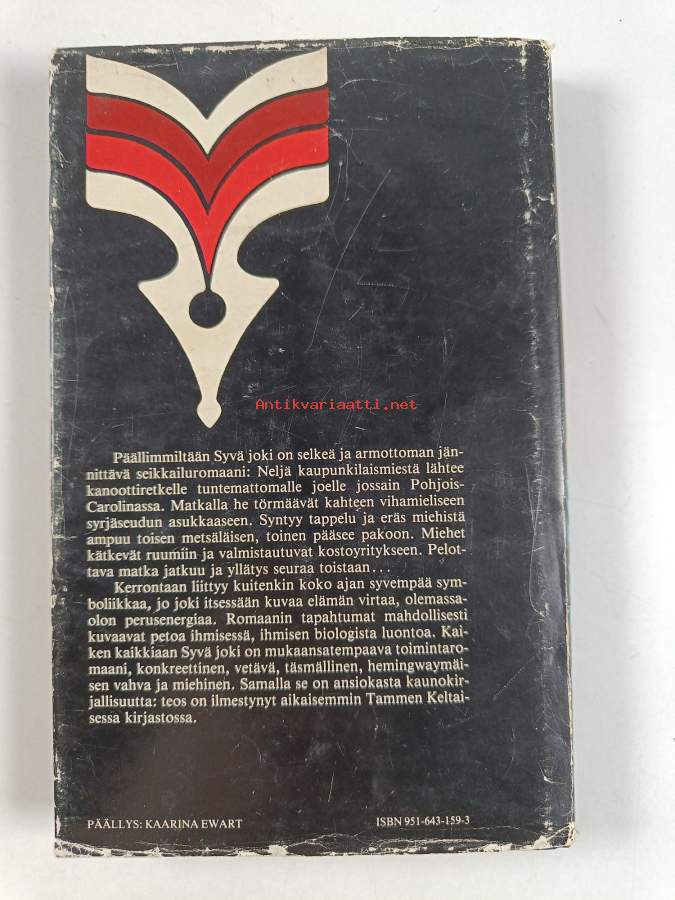 Antikvariaatti.net
Päällimmiltään Syvä joki on selkeä ja armottoman jän-
nittävä seikkailuromaani: Neljä kaupunkilaismiestä lähtee
kanoottiretkelle tuntemattomalle joelle jossain Pohjois-
Carolinassa. Matkalla he törmäävät kahteen vihamieliseen
syrjäseudun asukkaaseen. Syntyy tappelu ja eräs miehistä
ampuu toisen metsäläisen, toinen pääsee pakoon. Miehet
kätkevät ruumiin ja valmistautuvat kostoyritykseen. Pelot-
tava matka jatkuu ja yllätys seuraa toistaan...
Kerrontaan liittyy kuitenkin koko ajan syvempää sym-
boliikkaa, jo joki itsessään kuvaa elämän virtaa, olemassa-
olon perusenergiaa. Romaanin tapahtumat mahdollisesti
kuvaavat petoa ihmisessä, ihmisen biologista luontoa. Kai-
ken kaikkiaan Syvä joki on mukaansatempaava toimintaro-
maani, konkreettinen, vetävä, täsmällinen, hemingwaymäi-
sen vahva ja miehinen. Samalla se on ansiokasta kaunokir-
jallisuutta: teos on ilmestynyt aikaisemmin Tammen Keltai-
sessa kirjastossa.
PÄÄLLYS: KAARINA EWART
ISBN 951-643-159-3